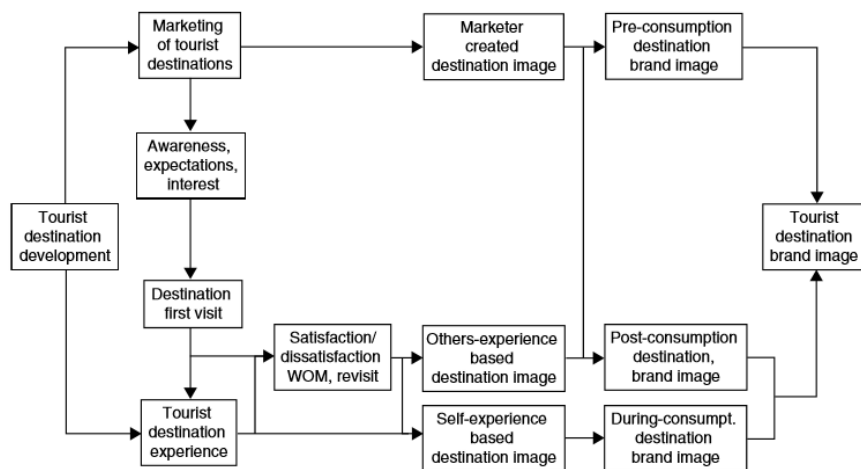 Marketing
of tourist
destinations
Marketer
created
destination image
Pre-consumption
destination
brand image
Awareness,
expectations,
interest
Tourist
destination
development
Tourist
destination
brand image
Destination
first visit
Satisfaction/
dissatisfaction
WOM, revisit
Others-experience
based
destination image
Post-consumption
destination,
brand image
Tourist
destination
experience
Self-experience
based
destination image
During-consumpt.
destination
brand image